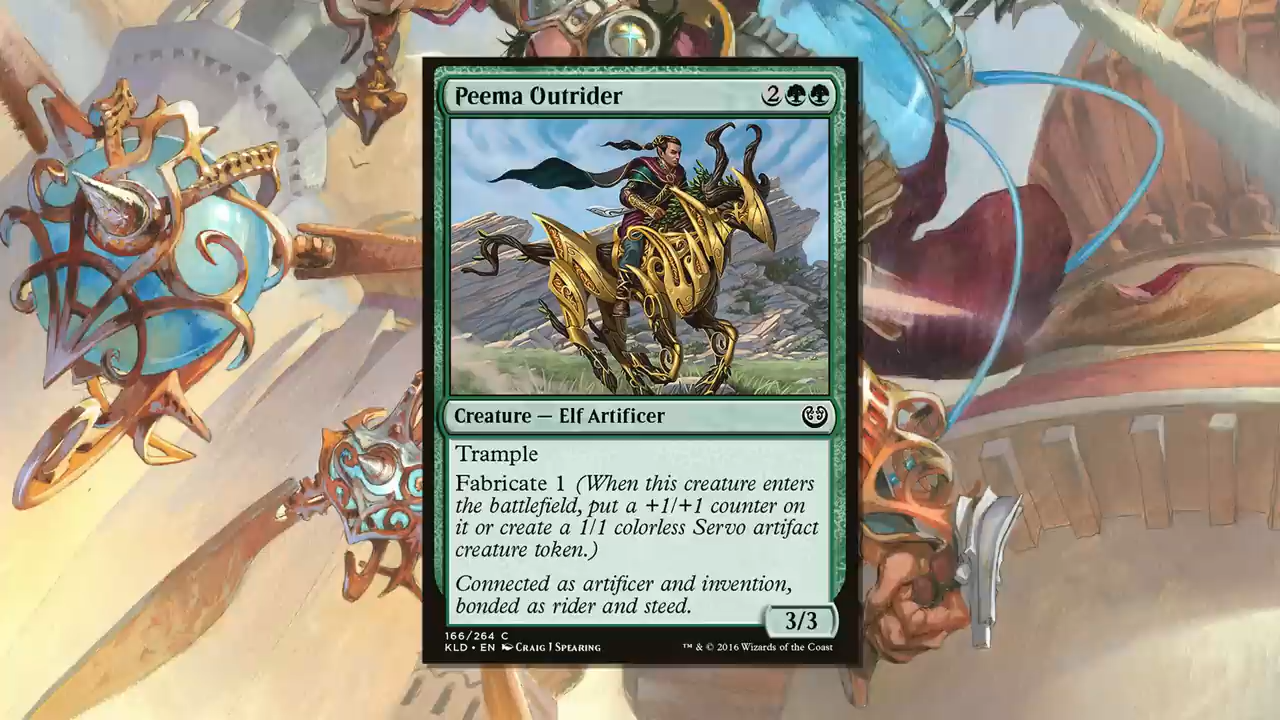 Peema Outrider 2
Creature — Elf Artificer
Trample
Fabricate 1 (When this creature enters
the battlefield, put a +1/+1 counter on
it or create a 1/1 colorless Servo artifact
creature token.)
Connected as artificer and invention,
bonded as rider and steed.
3/3
166/264 C
KLD • EN Craig J Spearing
™ & © 2016 Wizards of the Coast